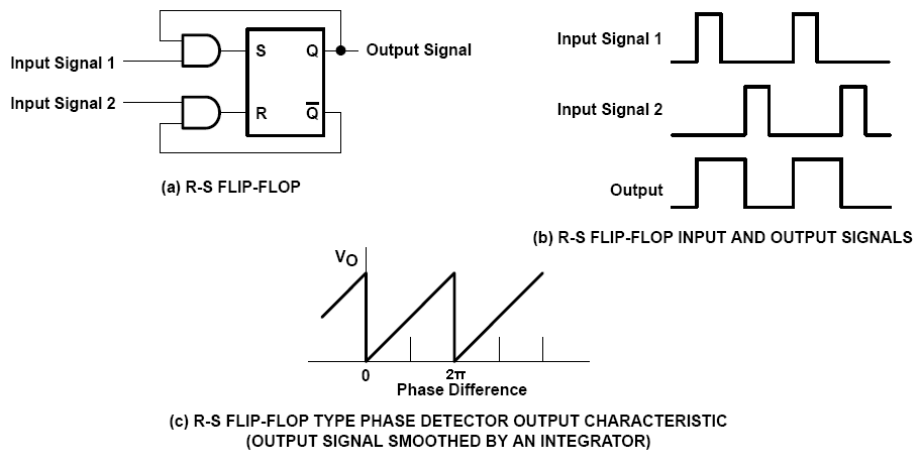 Input Signal 1
Input Signal 2
S
Q
R
Q̅
Output Signal
(a) R-S FLIP-FLOP
Input Signal 1
Input Signal 2
Output
(b) R-S FLIP-FLOP INPUT AND OUTPUT SIGNALS
VO
0
2π
Phase Difference
(c) R-S FLIP-FLOP TYPE PHASE DETECTOR OUTPUT CHARACTERISTIC
(OUTPUT SIGNAL SMOOTHED BY AN INTEGRATOR)